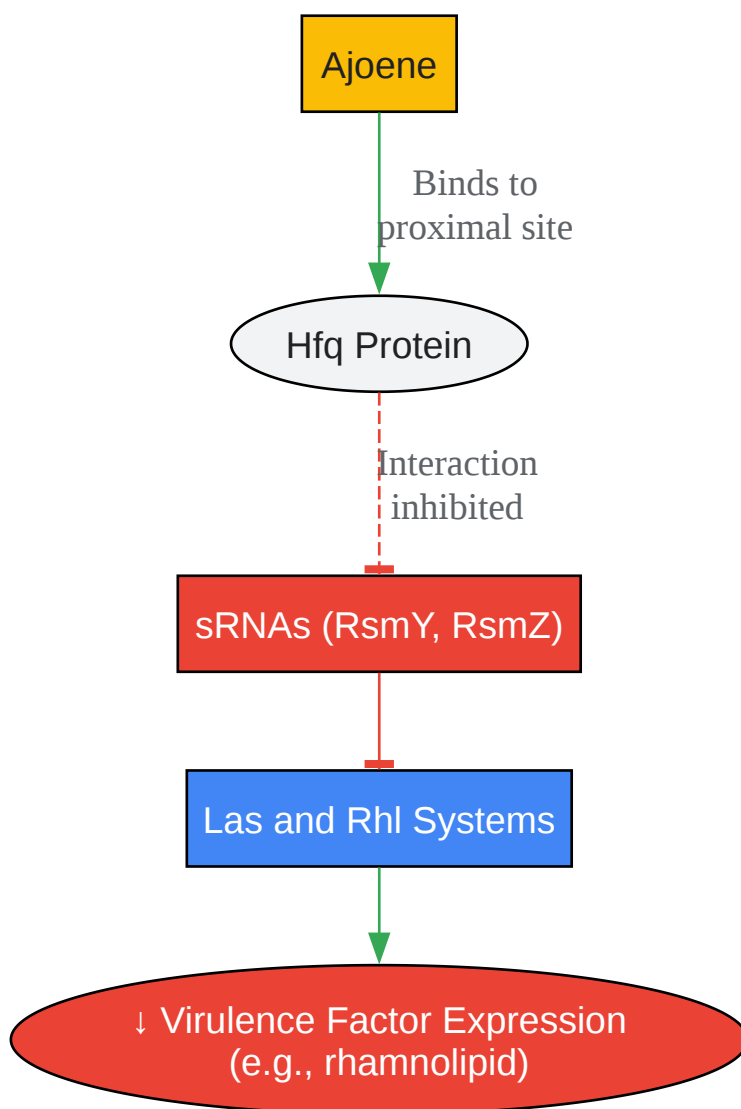 Ajoene
Binds to
proximal site
Hfq Protein
Interaction
inhibited
sRNAs (RsmY, RsmZ)
Las and Rhl Systems
↓ Virulence Factor Expression
(e.g., rhamnolipid)